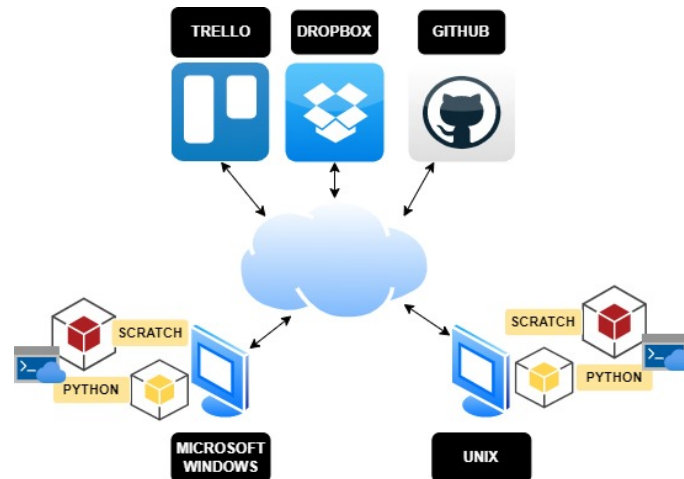 TRELLO
DROPBOX
GITHUB
SCRATCH
PYTHON
SCRATCH
PYTHON
MICROSOFT
WINDOWS
UNIX